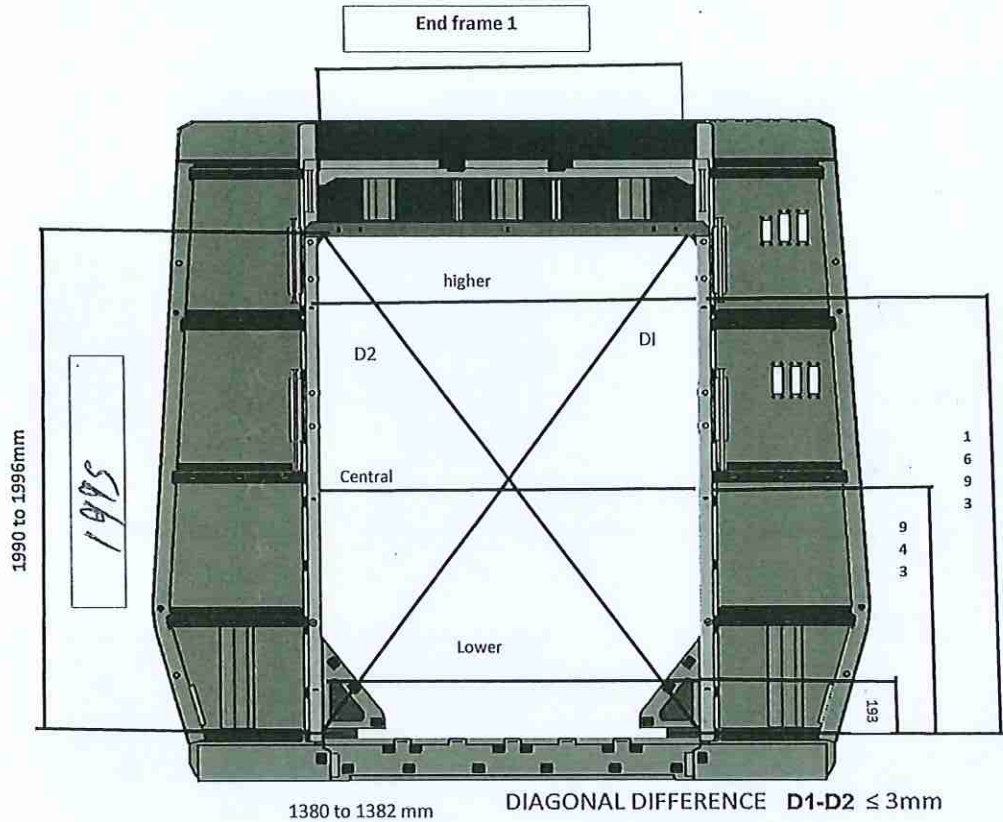 End frame 1
higher
D2
DI
1990 to 1996mm
1995
1
6
9
3
Central
9
4
3
Lower
193
1380 to 1382 mm
DIAGONAL DIFFERENCE D1-D2 ≤ 3mm